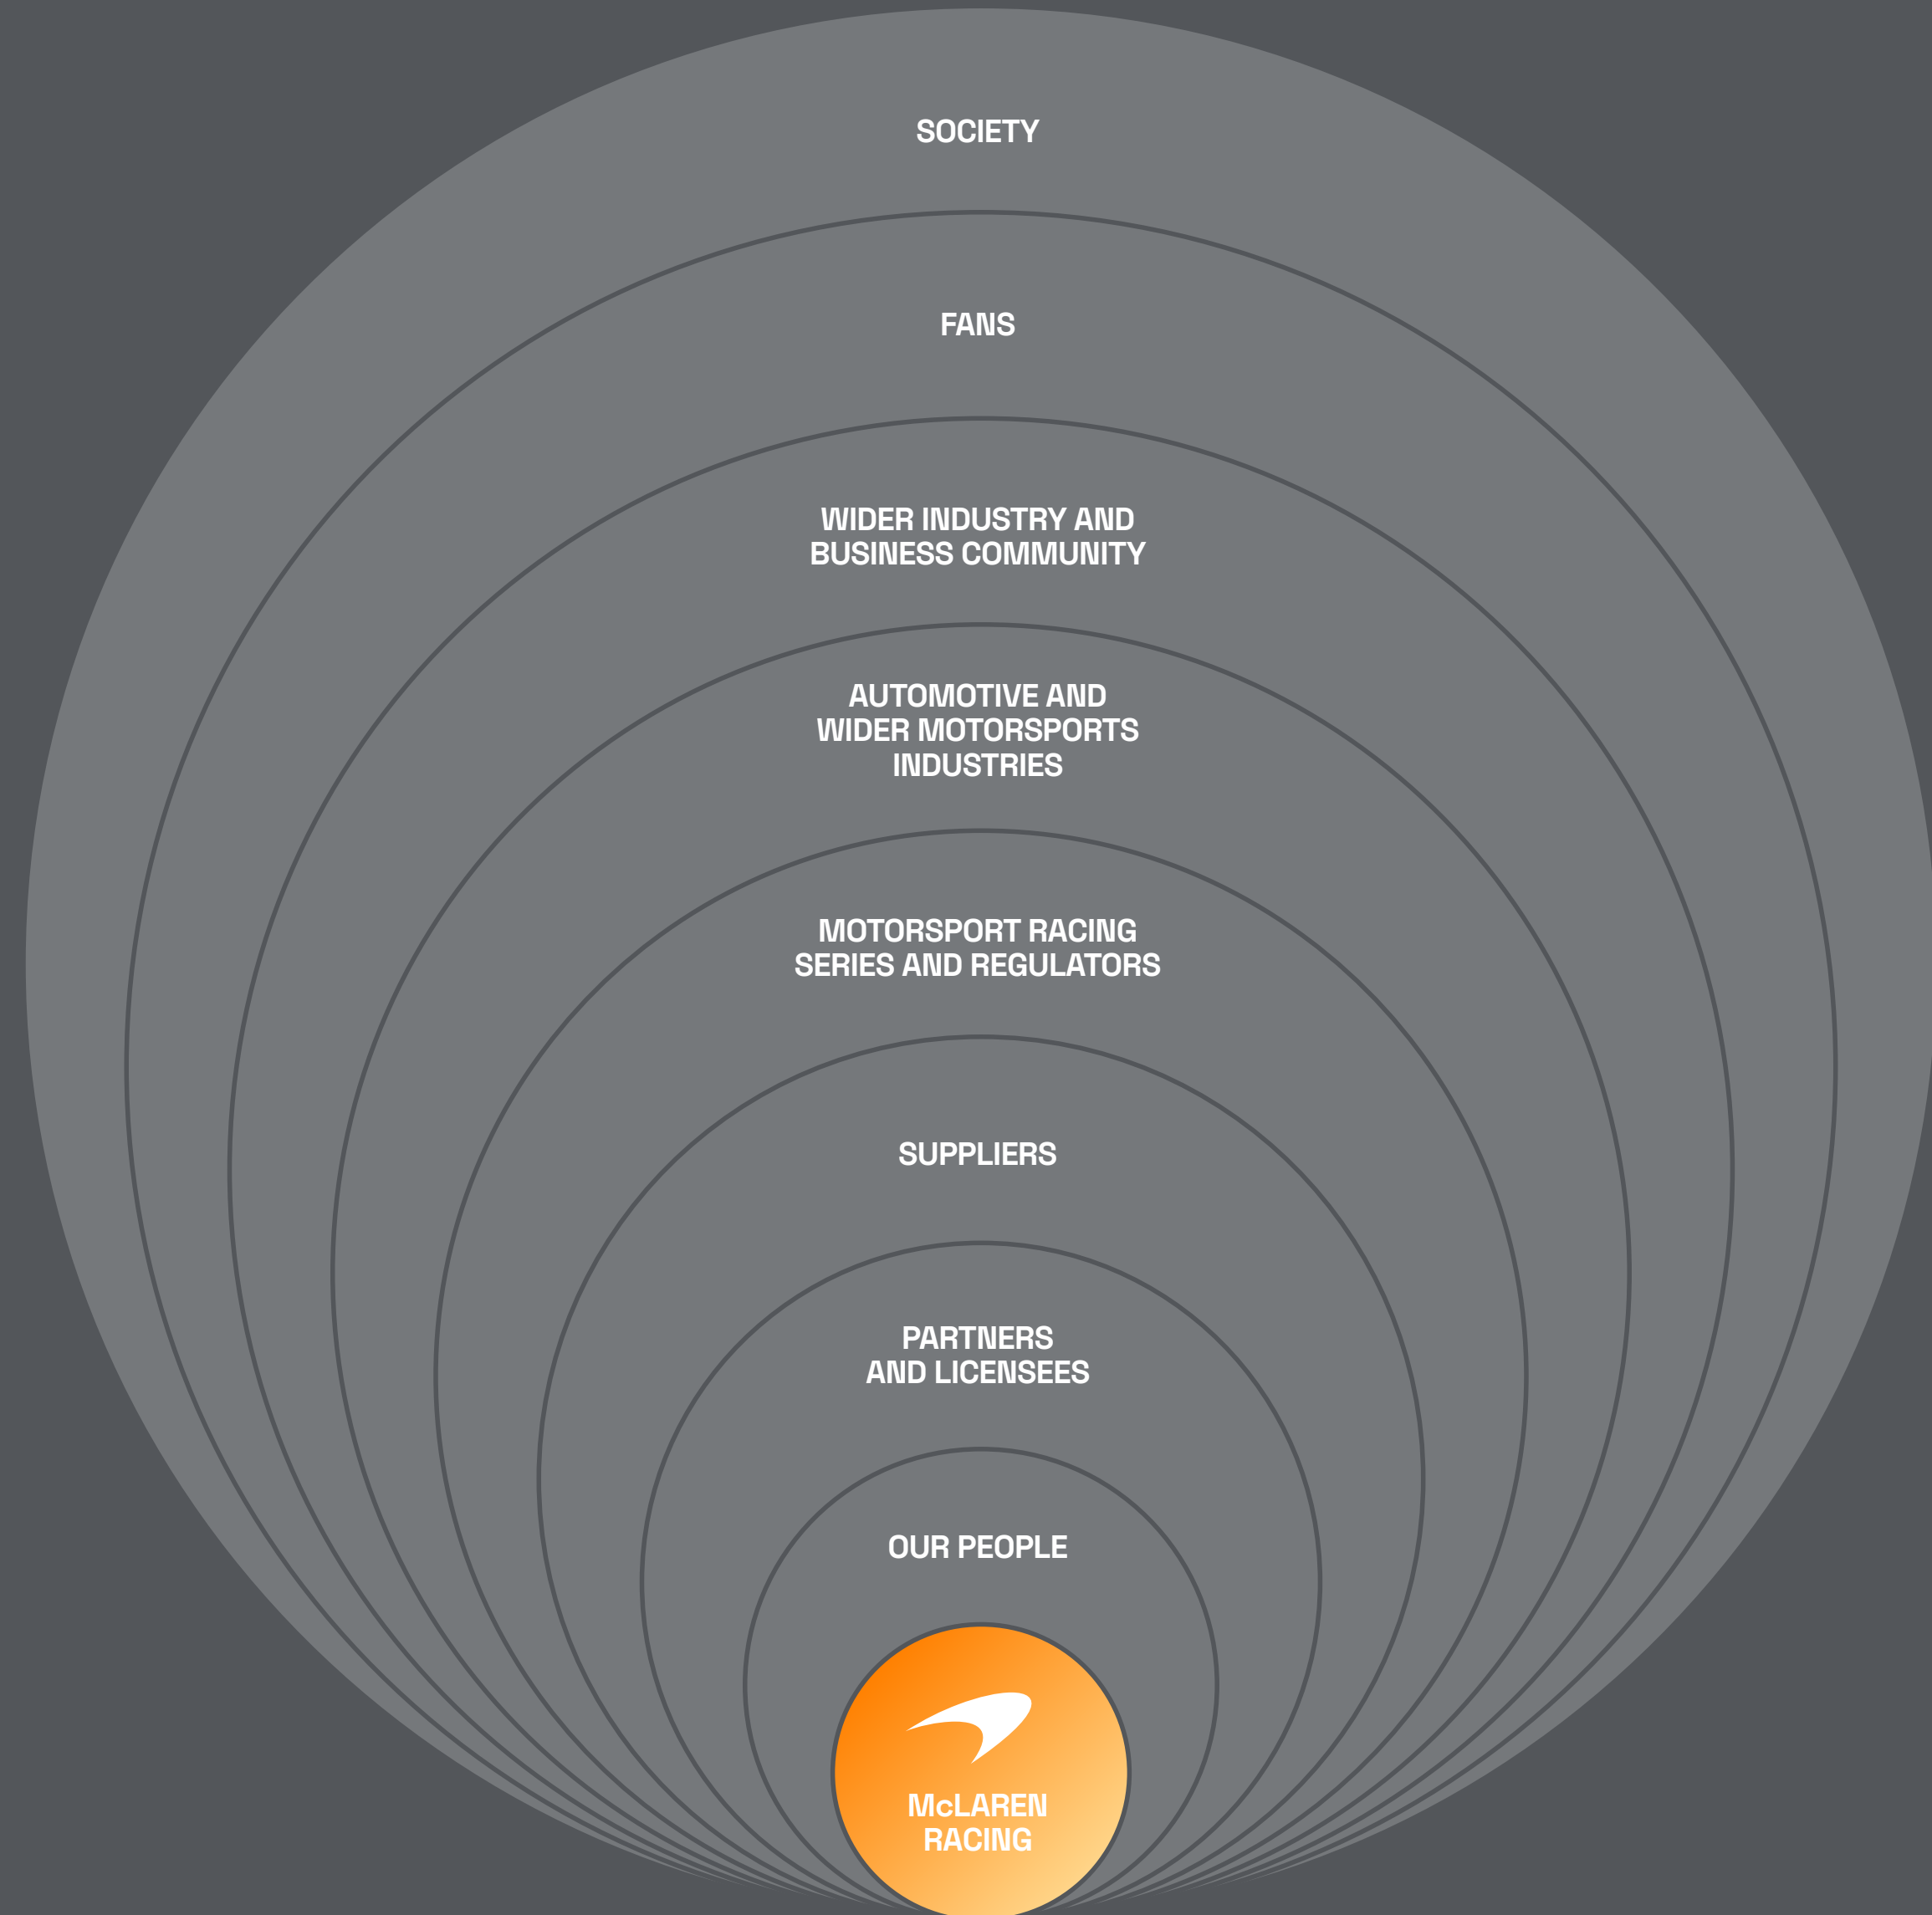 SOCIETY
FANS
WIDER INDUSTRY AND
BUSINESS COMMUNITY
AUTOMOTIVE AND
WIDER MOTORSPORTS
INDUSTRIES
MOTORSPORT RACING
SERIES AND REGULATORS
SUPPLIERS
PARTNERS
AND LICENSEES
OUR PEOPLE
McLAREN
RACING